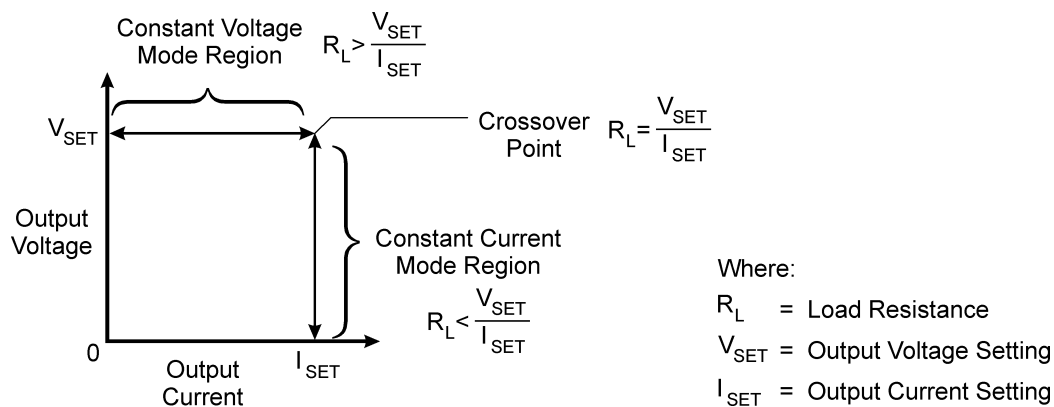 Constant Voltage
Mode Region
R_L > V_SET / I_SET
V_SET
Crossover
Point
R_L = V_SET / I_SET
Output
Voltage
Constant Current
Mode Region
R_L < V_SET / I_SET
0
I_SET
Output
Current
Where:
R_L = Load Resistance
V_SET = Output Voltage Setting
I_SET = Output Current Setting